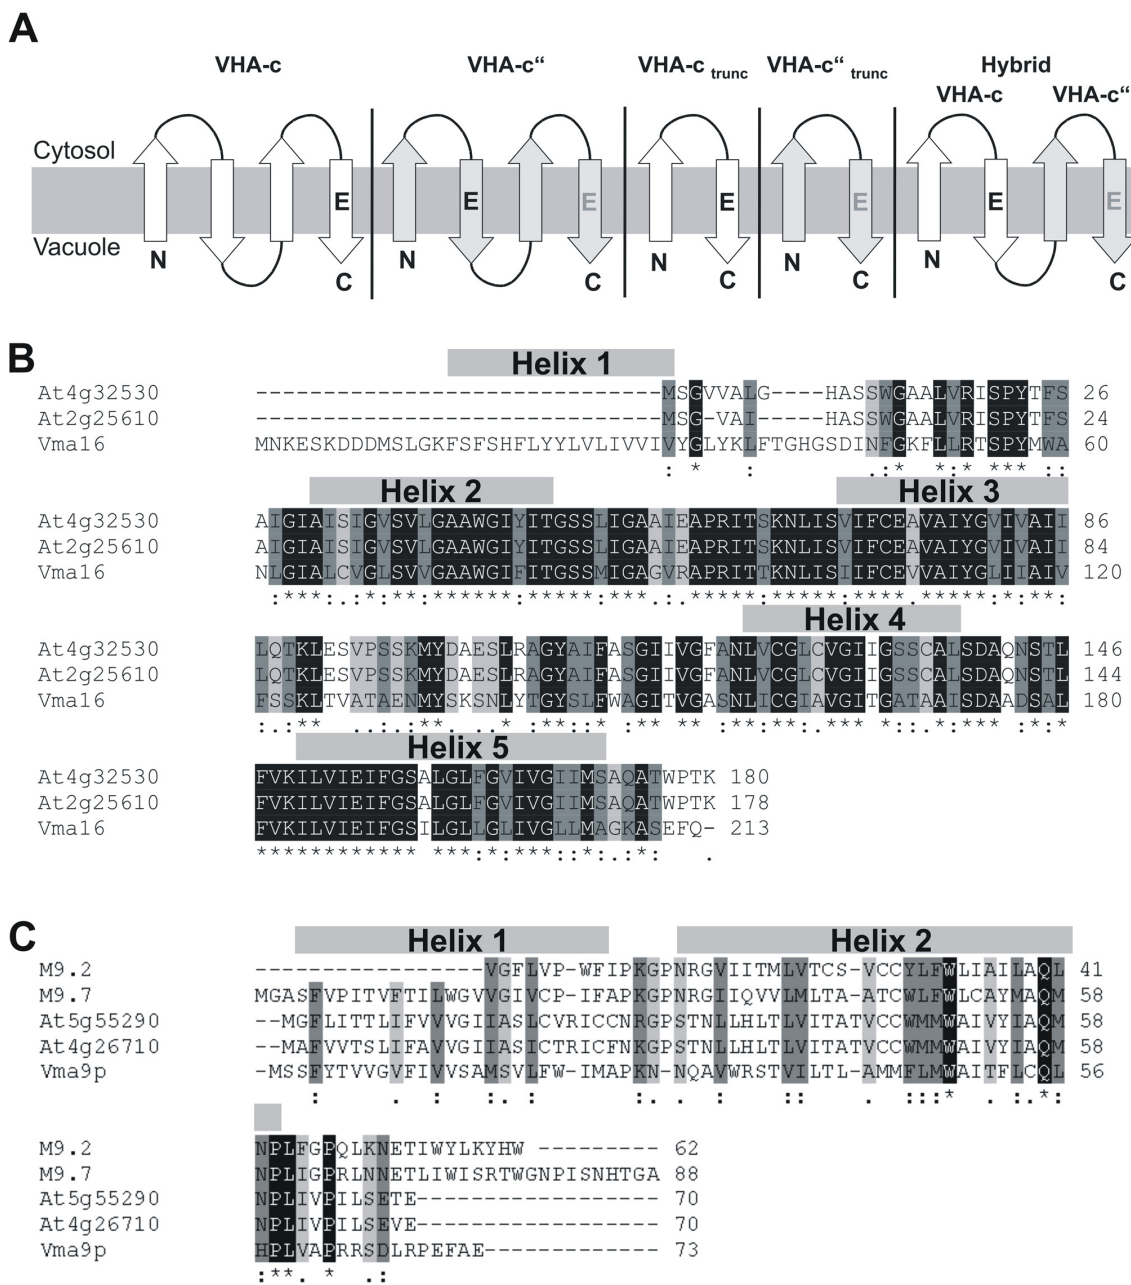 A
VHA-c VHA-c“ VHA-c trunc VHA-c“ trunc Hybrid
VHA-c VHA-c“
Cytosol
E E E E E E E
Vacuole
N C N C N C N C N C
B
Helix 1
At4g32530 ------------------------------MSGVVALG----HASSWGAALVRISPYTFS 26
At2g25610 ------------------------------MSG-VAI-----HASSWGAALVRISPYTFS 24
Vma16 MNKESKDDDMSLGKFSFSHFLYYLVLIVVIVYGLYKLFTGHGSDINFGKFLLRTSPYMWA 60
: * : .:* *:* *** ::
Helix 2 Helix 3
At4g32530 AIGIAISIGVSVLGAAWGIYITGSSLIGAAIEAPRITSKNLISVIFCEAVAIYGVIVAII 86
At2g25610 AIGIAISIGVSVLGAAWGIYITGSSLIGAAIEAPRITSKNLISVIFCEAVAIYGVIVAII 84
Vma16 NLGIALCVGLSVVGAAWGIFITGSSMIGAGVRAPRITTKNLISIIFCEVVAIYGLIIAIV 120
:***:.:*:**:******:*****:***.:.******:*****:****.*****:*:**:
Helix 4
At4g32530 LQTKLESVPSSKMYDAESLRAGYAIFASGIIVGFANLVCGLCVGIIGSSCALSDAQNSTL 146
At2g25610 LQTKLESVPSSKMYDAESLRAGYAIFASGIIVGFANLVCGLCVGIIGSSCALSDAQNSTL 144
Vma16 FSSKLTVATAENMYSKSNLYTGYSLFWAGITVGASNLICGIAVGITGATAAISDAADSAL 180
Helix 5
At4g32530 FVKILVIEIFGSALGLFGVIVGIIMSAQATWPTK 180
At2g25610 FVKILVIEIFGSALGLFGVIVGIIMSAQATWPTK 178
Vma16 FVKILVIEIFGSILGLLGLIVGLLMAGKASEFQ- 213
************ ***:*:***::*:.:*: .
C
Helix 1 Helix 2
M9.2 -----------------VGFLVP-WFIPKGPNRGVIITMLVTCS-VCCYLFWLIAILAQL 41
M9.7 MGASFVPITVFTILWGVVGIVCP-IFAPKGPNRGIIQVVLMLTA-ATCWLFWLCAYMAQM 58
At5g55290 --MGFLITTLIFVVVGIIASLCVRICCNRGPSTNLLHLTLVITATVCCWMMWAIVYIAQM 58
At4g26710 --MAFVVTSLIFAVVGIIASICTRICFNKGPSTNLLHLTLVITATVCCWMMWAIVYLAQM 58
Vma9p -MSSFYTVVGVFIVVSAMSVLFW-IMAPKN-NQAVWRSTVILTL-AMMFLMWAITFLCQL 56
: . : :. : :. : : :: . :::* . :.*:
M9.2 NPLFGPQLKNETIWYLKYHW ---------- 62
M9.7 NPLIGPRLNNETLIWISRTWGNPISNHTGA 88
At5g55290 NPLIVPILSETE------------------ 70
At4g26710 NPLIVPILSEVE------------------ 70
Vma9p HPLVAPRRSDLRPEFAE------------- 73
:**. * .: